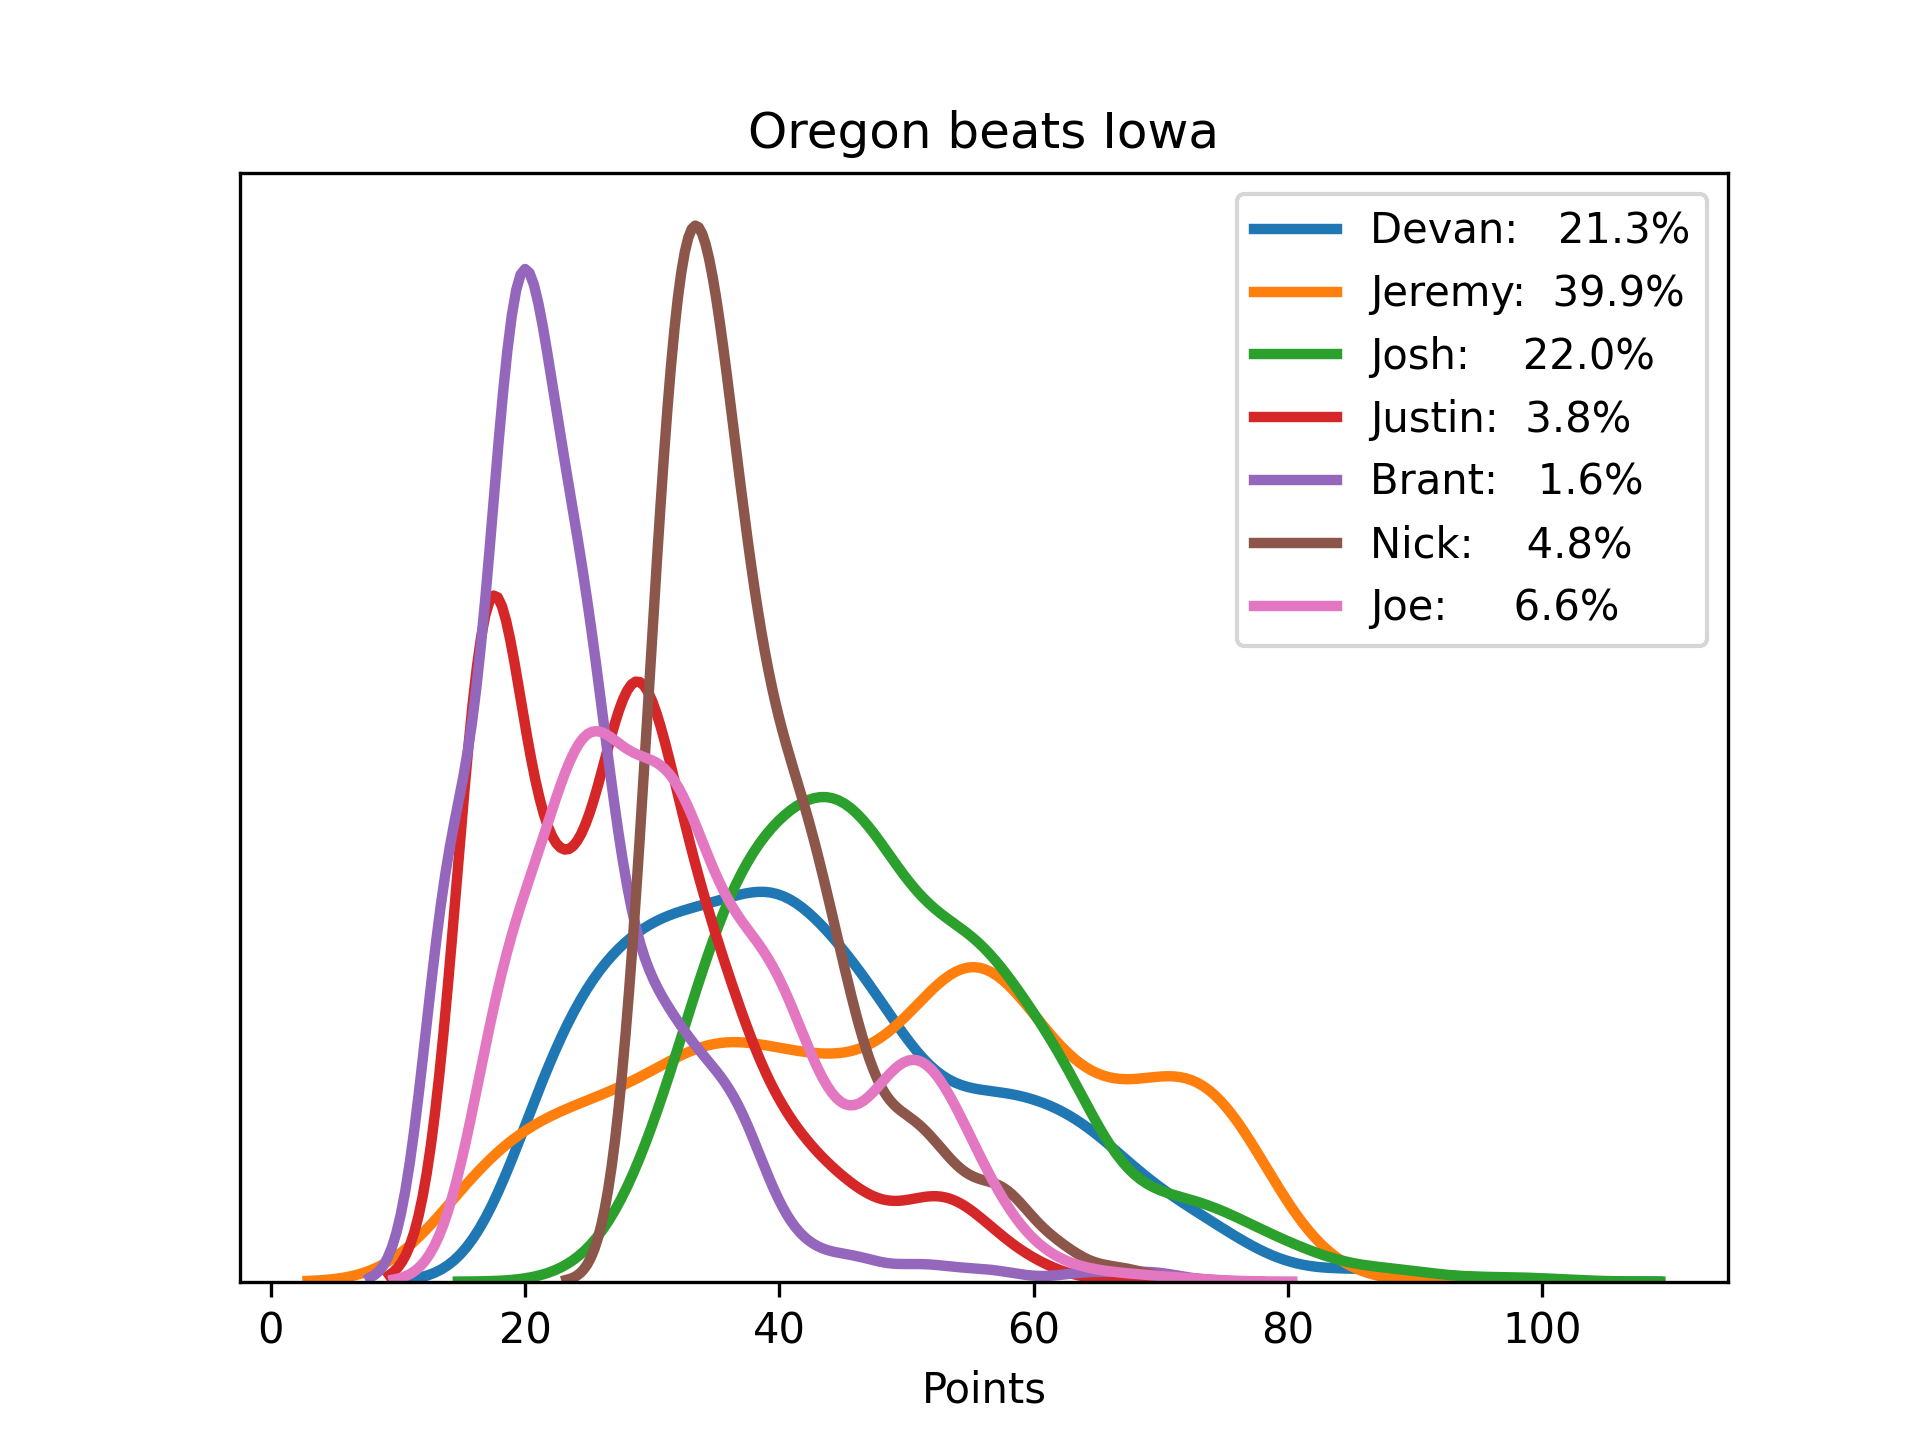 Oregon beats Iowa
Devan: 21.3%
Jeremy: 39.9%
Josh: 22.0%
Justin: 3.8%
Brant: 1.6%
Nick: 4.8%
Joe: 6.6%
0 20 40 60 80 100
Points